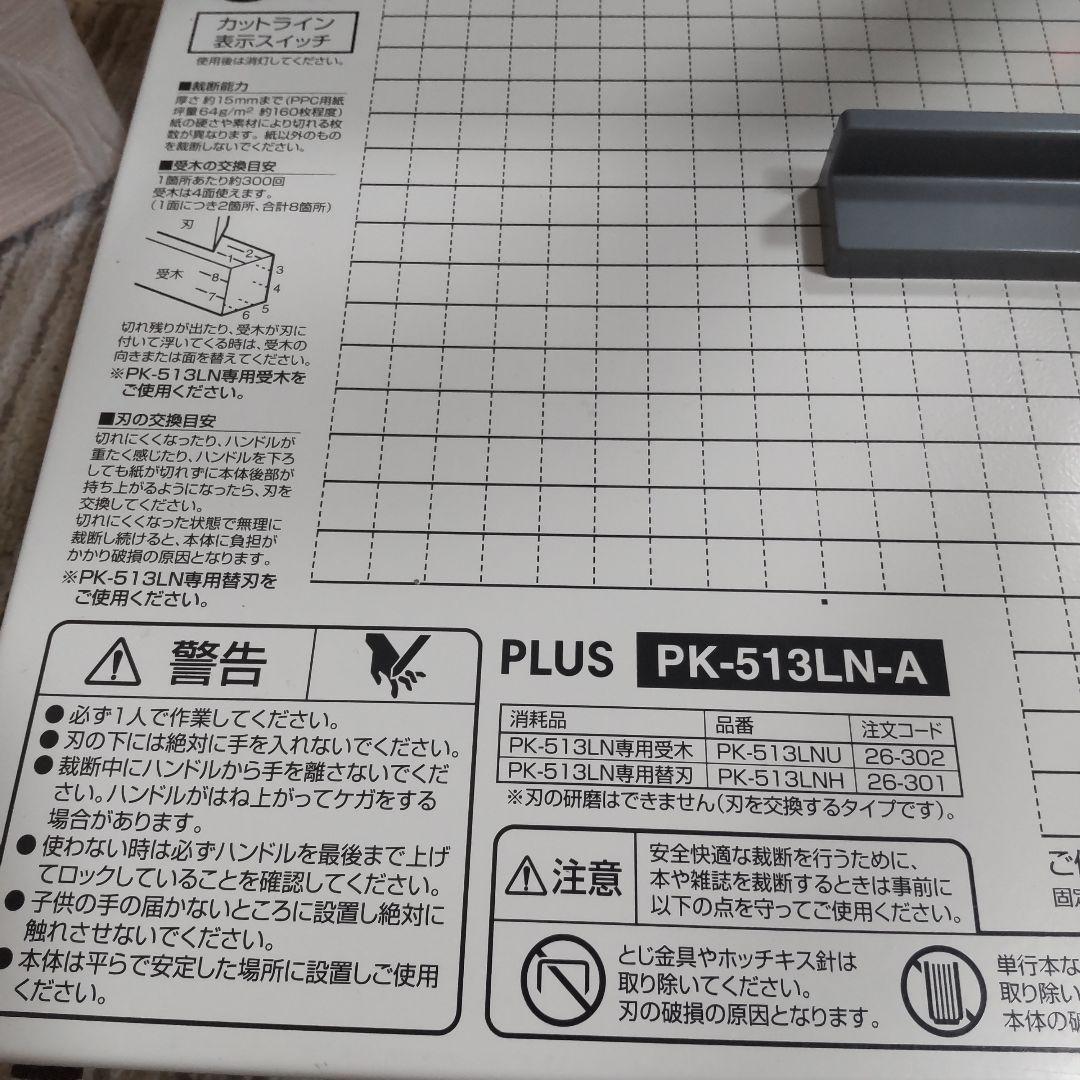 カットライン
表示スイッチ
使用後は消灯してください。
■裁断能力
厚さ約15mmまで(PPC用紙
坪量64g/m² 約160枚程度)
紙の硬さや素材により切れる枚
数が異なります。紙以外のもの
を裁断しないでください。
■受木の交換目安
1箇所あたり約300回
受木は4面使えます。
(1面につき2箇所、合計8箇所)
刃
受木
1
2
3
4
5
6
7
8
切れ残りが出たり、受木が刃に
付いて浮いてくる時は、受木の
向きまたは面を替えてください。
※PK-513LN専用受木を
ご使用ください。
■刃の交換目安
切れにくくなったり、ハンドルが
重たく感じたり、ハンドルを下ろ
しても紙が切れずに本体後部が
持ち上がるようになったら、刃を
交換してください。
切れにくくなった状態で無理に
裁断し続けると、本体に負担が
かかり破損の原因となります。
※PK-513LN専用替刃を
ご使用ください。
警告
●必ず1人で作業してください。
●刃の下には絶対に手を入れないでください。
●裁断中にハンドルから手を離さないでくだ
さい。ハンドルがはね上がってケガをする
場合があります。
●使わない時は必ずハンドルを最後まで上げ
てロックしていることを確認してください。
●子供の手の届かないところに設置し絶対に
触れさせないでください。
●本体は平らで安定した場所に設置しご使用
ください。
PLUS PK-513LN-A
消耗品 品番 注文コード
PK-513LN専用受木 PK-513LNU 26-302
PK-513LN専用替刃 PK-513LNH 26-301
※刃の研磨はできません(刃を交換するタイプです)。
注意
安全快適な裁断を行うために、
本や雑誌を裁断するときは事前に
以下の点を守ってご使用ください。
とじ金具やホッチキス針は
取り除いてください。
刃の破損の原因となります。
単行本な
取り除い
本体の破
ご使
固定